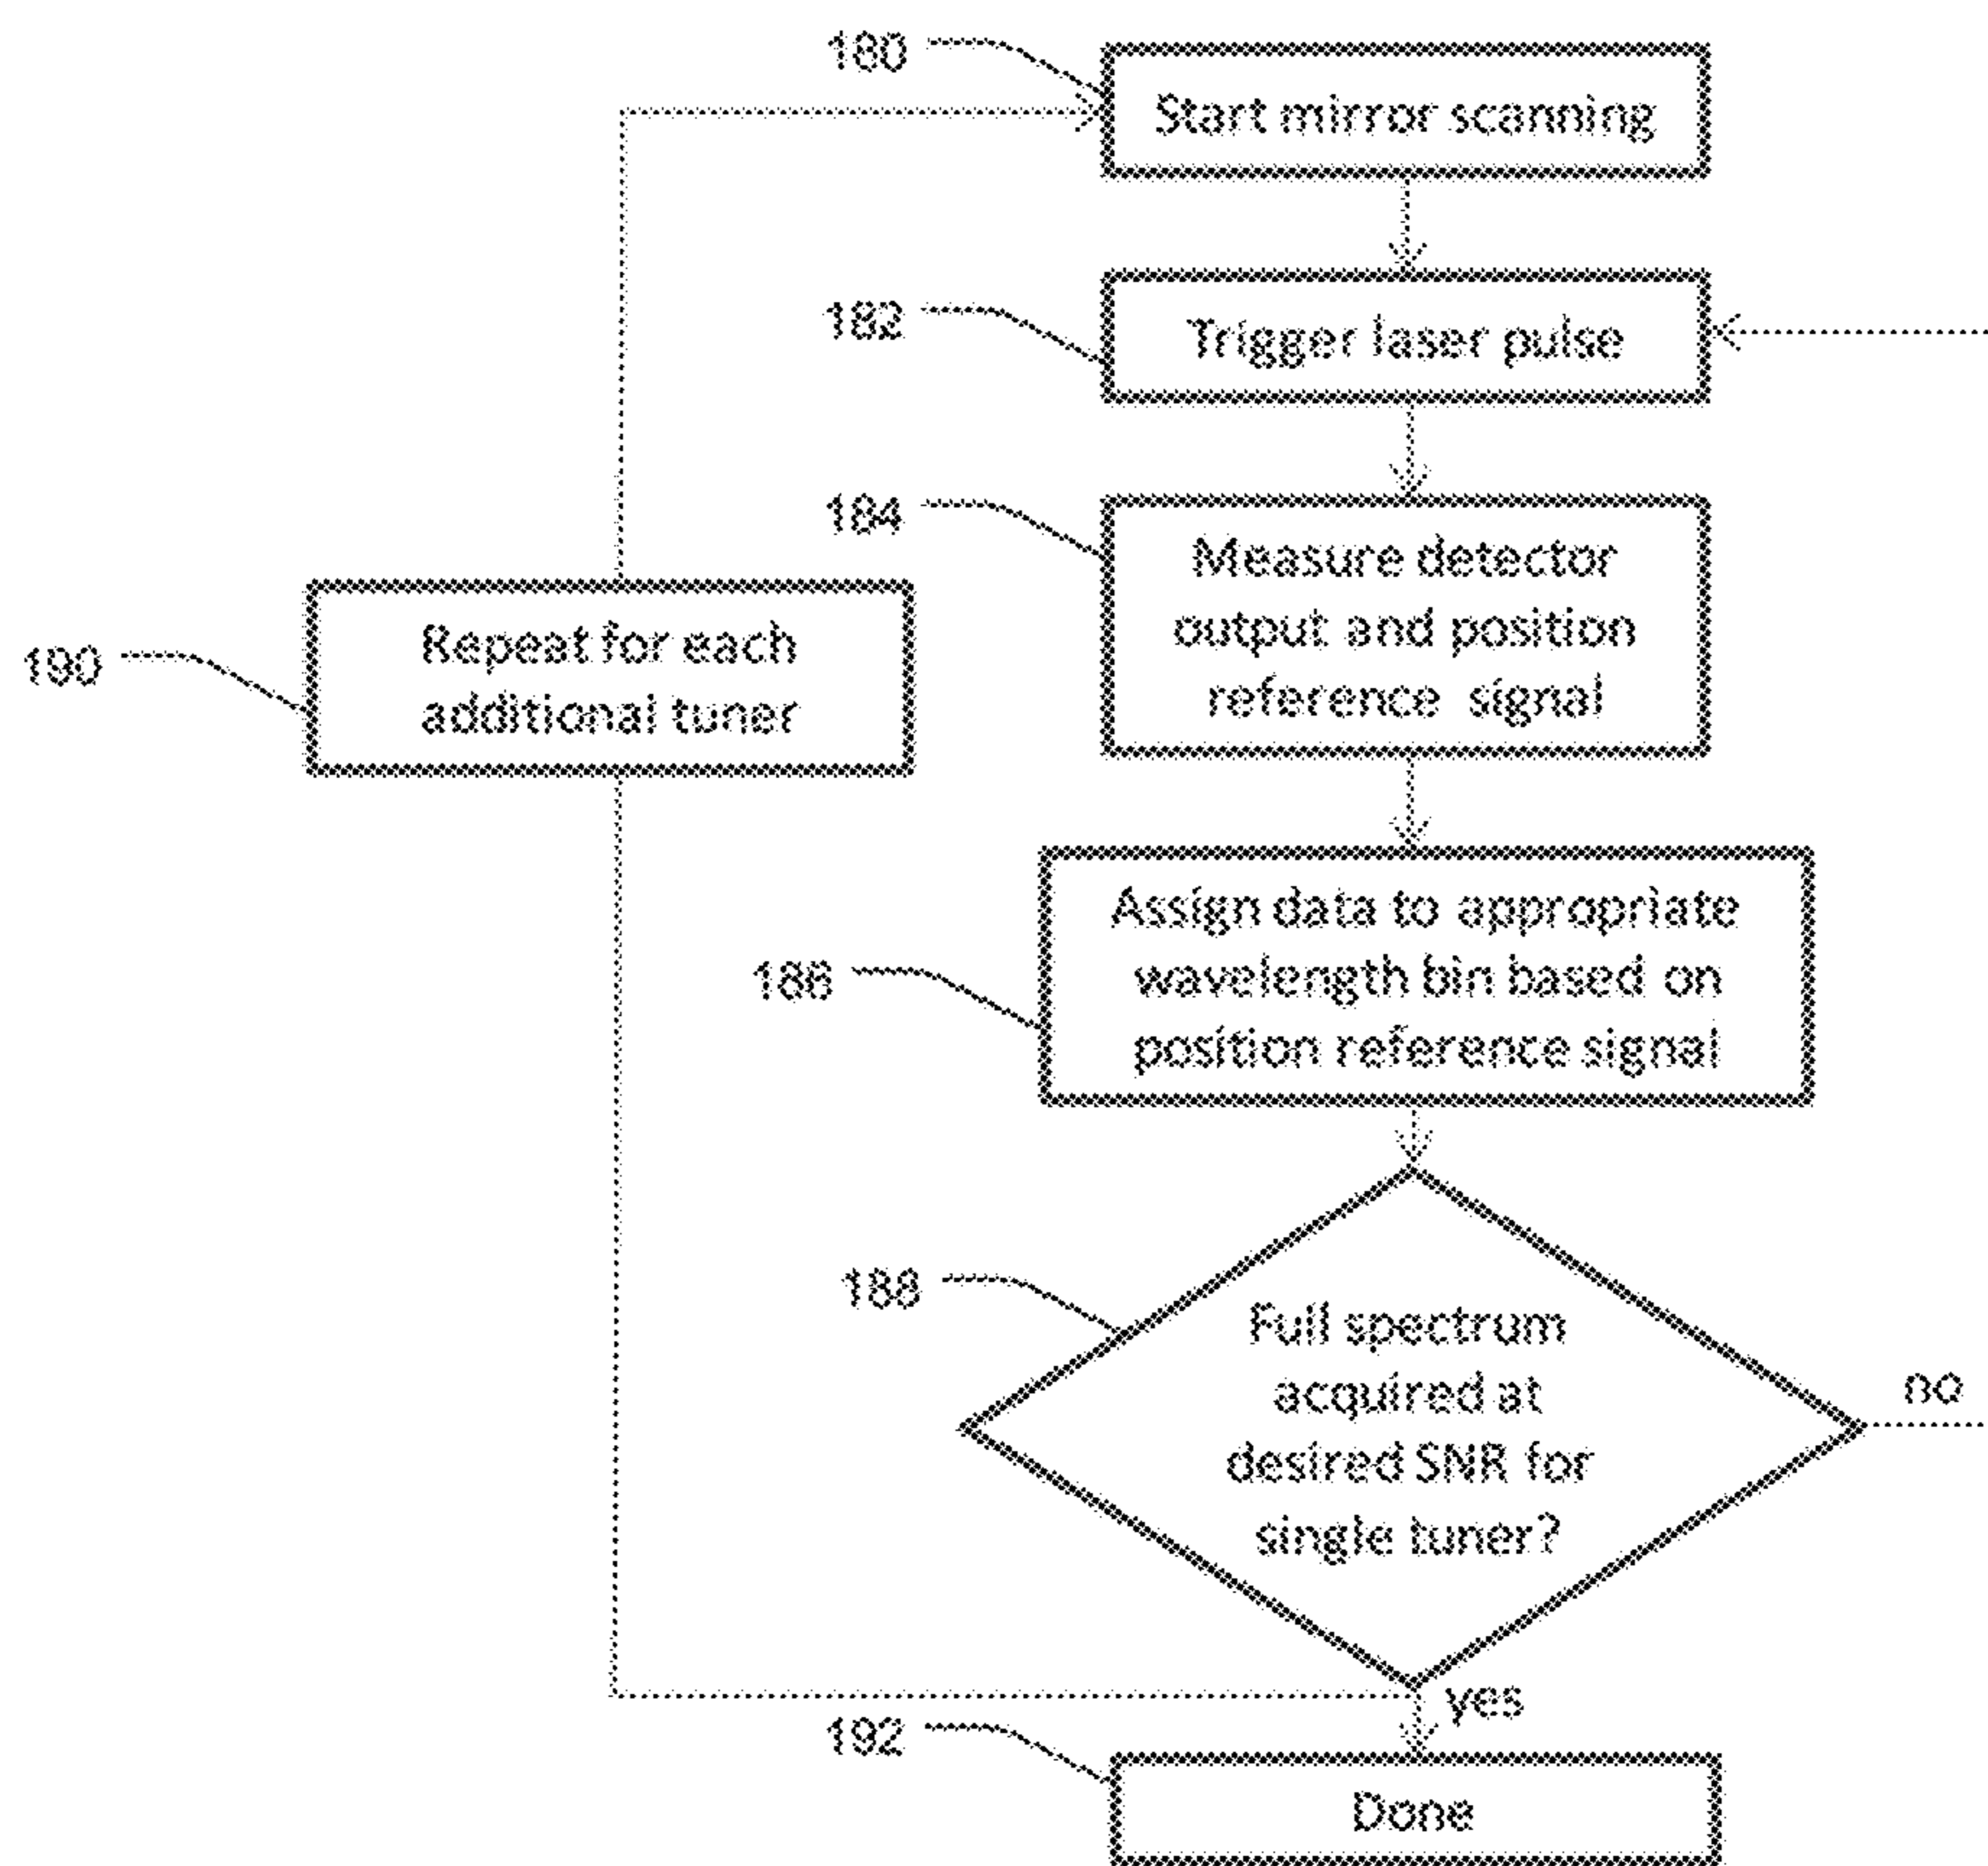 180
Start mirror scanning
182
Trigger laser pulse
184
Measure detector
output and position
reference signal
190
Repeat for each
additional tuner
186
Assign data to appropriate
wavelength bin based on
position reference signal
188
Full spectrum
acquired at
desired SNR for
single tuner?
no
yes
192
Done